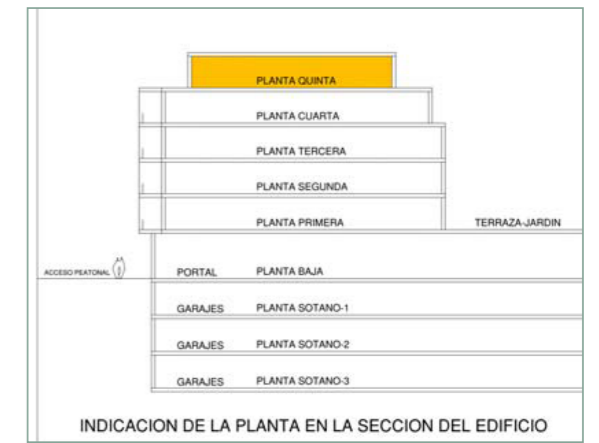 PLANTA QUINTA
PLANTA CUARTA
PLANTA TERCERA
PLANTA SEGUNDA
PLANTA PRIMERA TERRAZA-JARDIN
ACCESO PEATONAL PORTAL PLANTA BAJA
GARAJES PLANTA SOTANO-1
GARAJES PLANTA SOTANO-2
GARAJES PLANTA SOTANO-3
INDICACION DE LA PLANTA EN LA SECCION DEL EDIFICIO